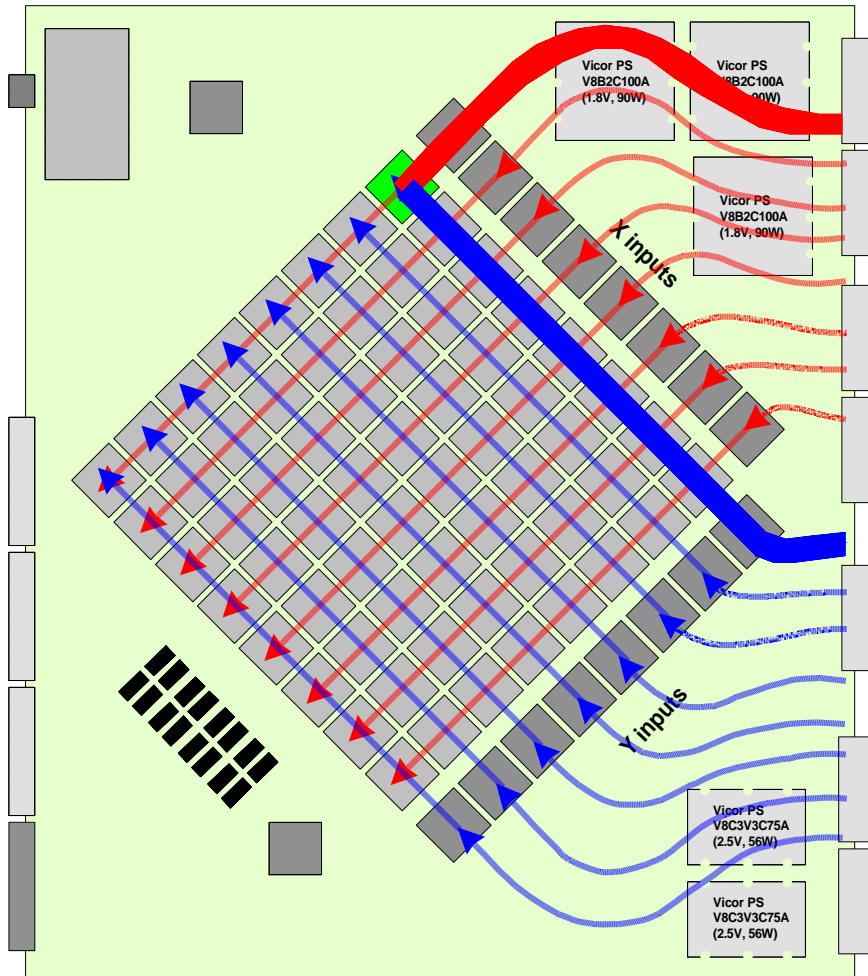 Vicor PS
V8B2C100A
(1.8V, 90W)
Vicor PS
V8B2C100A
90W)
Vicor PS
V8B2C100A
(1.8V, 90W)
X inputs
Y inputs
Vicor PS
V8C3V3C75A
(2.5V, 56W)
Vicor PS
V8C3V3C75A
(2.5V, 56W)